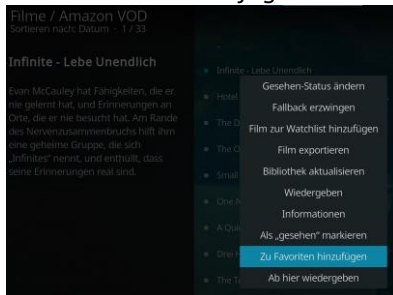 Filme / Amazon VOD
Sortieren nach: Datum · 1 / 33
Infinite - Lebe Unendlich
Evan McCauley hat Fähigkeiten, die er
nie gelernt hat, und Erinnerungen an
Orte, die er nie besucht hat. Am Rande
des Nervenzusammenbruchs hilft ihm
eine geheime Gruppe, die sich
„Infinites" nennt, und enthüllt, dass
seine Erinnerungen real sind.
Infinite - Lebe Unendlich
Hotel
The D
The O
Small
One N
A Qui
Drei H
The T
Gesehen-Status ändern
Fallback erzwingen
Film zur Watchlist hinzufügen
Film exportieren
Bibliothek aktualisieren
Wiedergeben
Informationen
Als „gesehen" markieren
Zu Favoriten hinzufügen
Ab hier wiedergeben